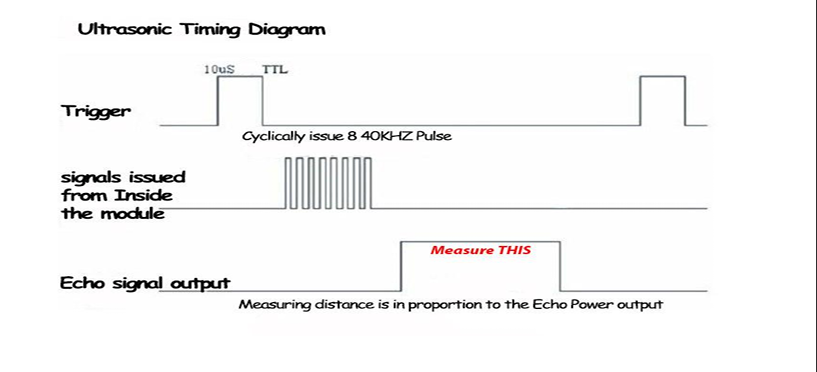 Ultrasonic Timing Diagram
10uS TTL
Trigger
Cyclically issue 8 40KHZ Pulse
signals issued
from Inside
the module
Measure THIS
Echo signal output
Measuring distance is in proportion to the Echo Power output